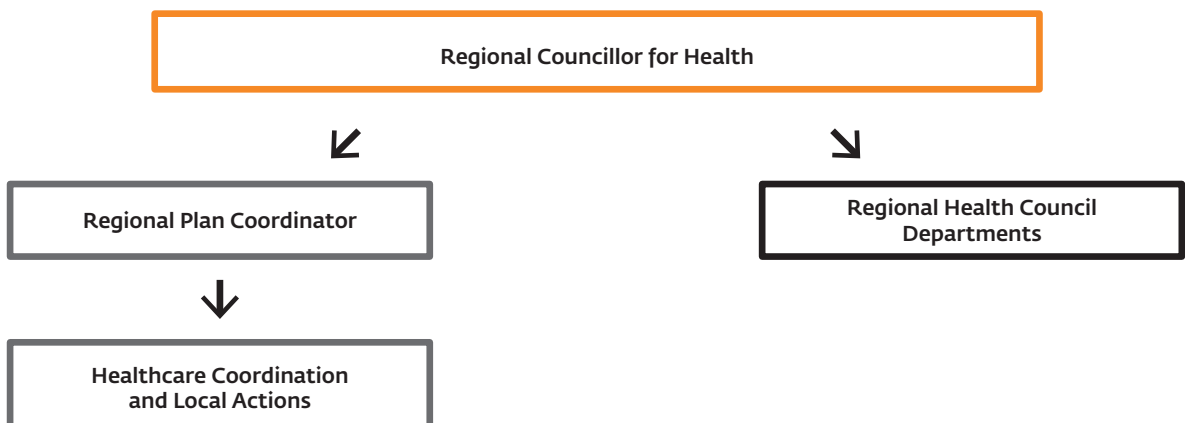 Regional Councillor for Health
Regional Plan Coordinator
Regional Health Council
Departments
Healthcare Coordination
and Local Actions